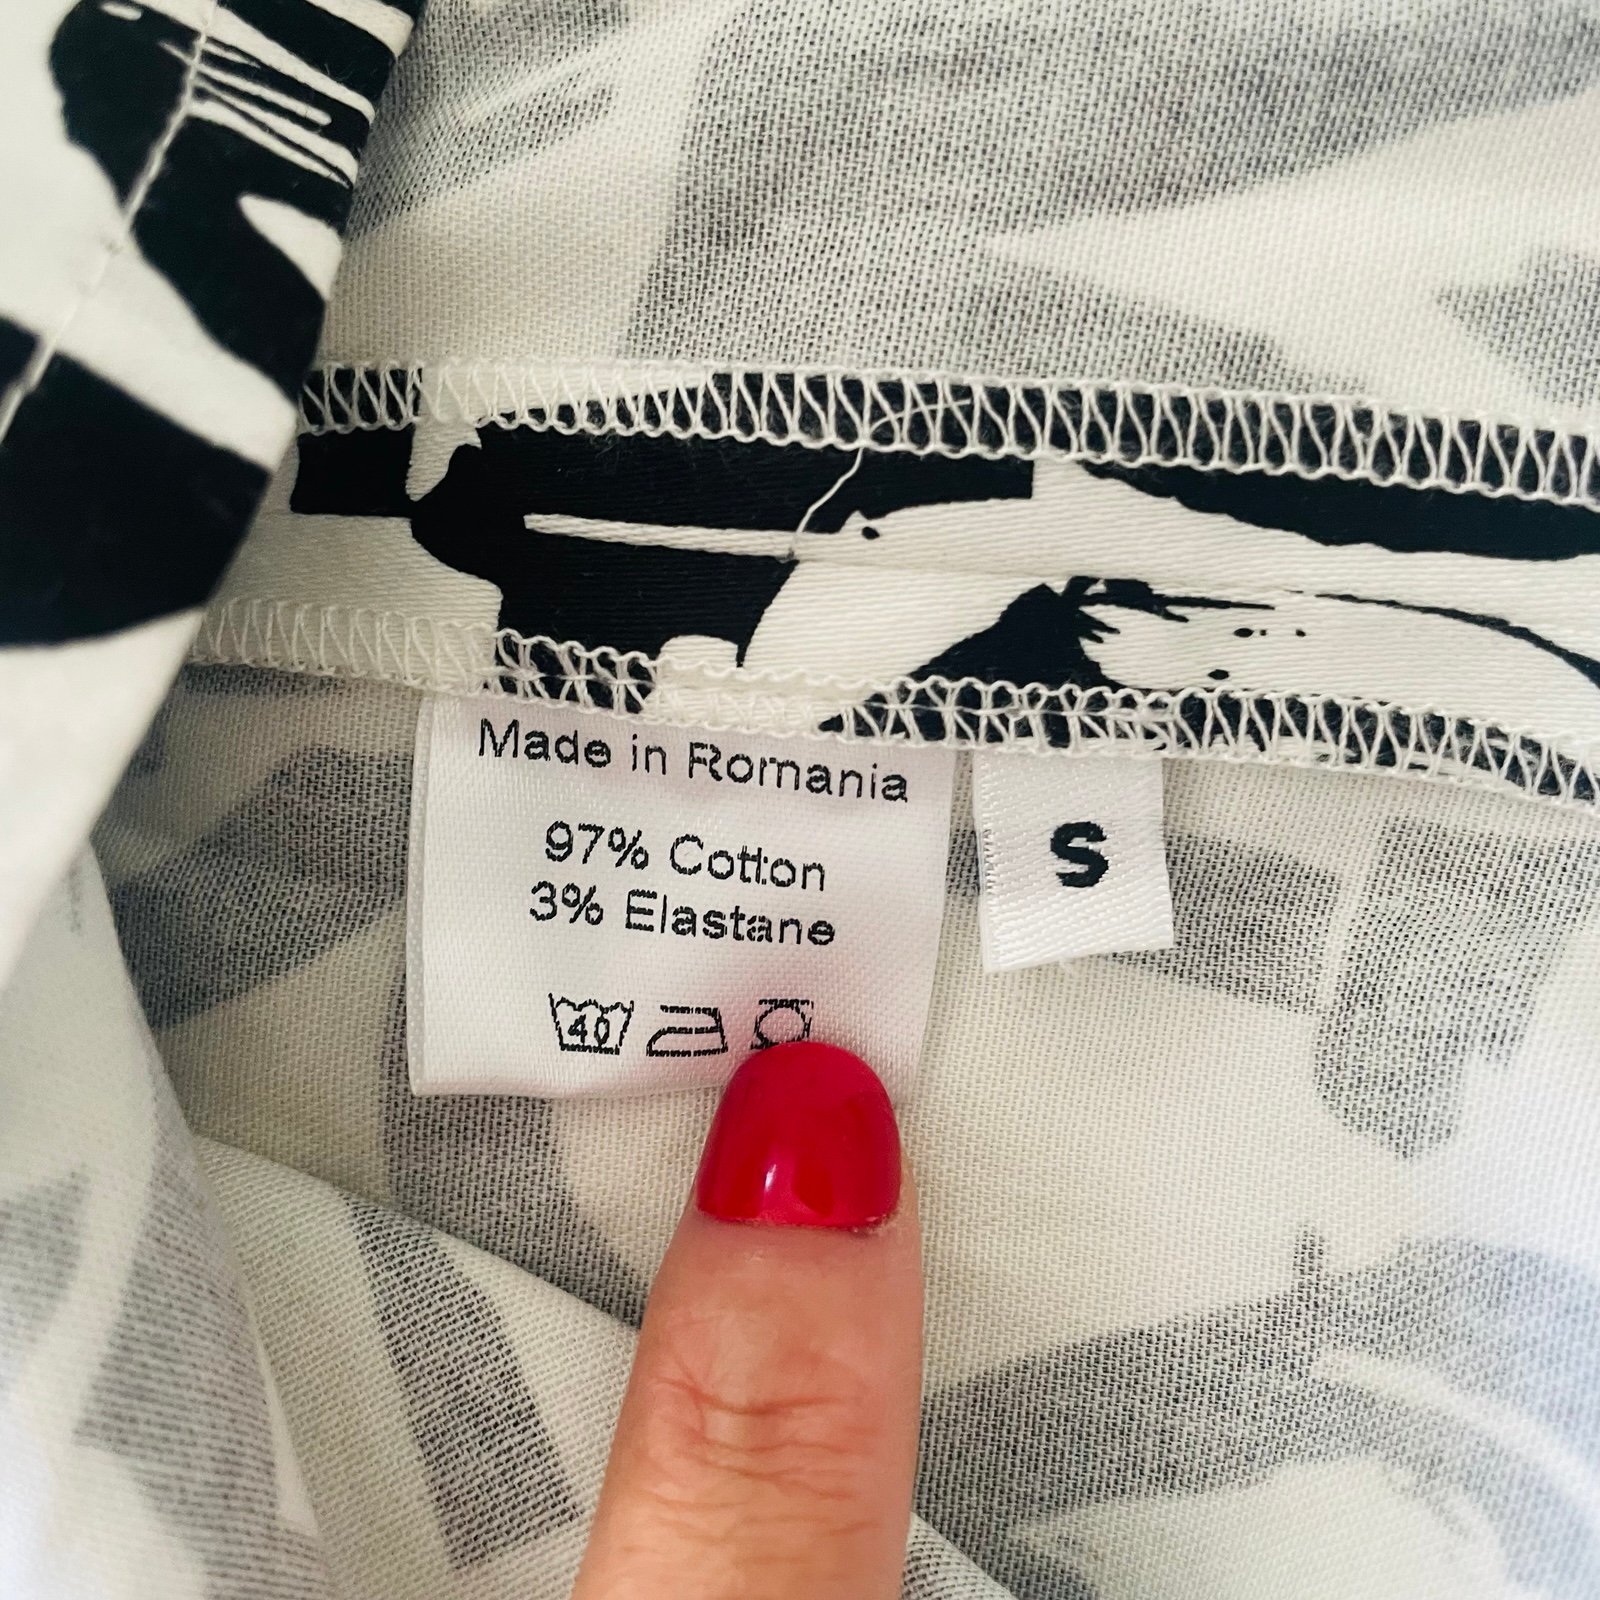 Made in Romania
97% Cotton
3% Elastane
40
S